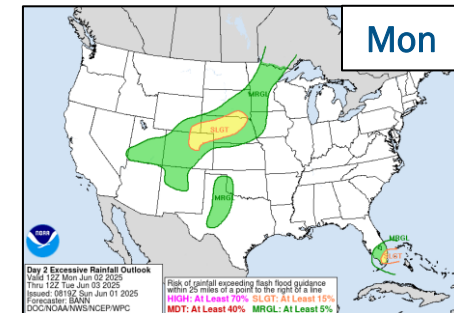 Mon
MRGL
SLGT
MRGL
MRGL
SLGT
NOAA
Day 2 Excessive Rainfall Outlook
Valid 12Z Mon Jun 02 2025
Thru 12Z Tue Jun 03 2025
Issued: 0819Z Sun Jun 01 2025
Forecaster: BANN
DOC/NOAA/NWS/NCEP/WPC
Risk of rainfall exceeding flash flood guidance
within 25 miles of a point to the right of a line
HIGH: At Least 70% SLGT: At Least 15%
MDT: At Least 40% MRGL: At Least 5%